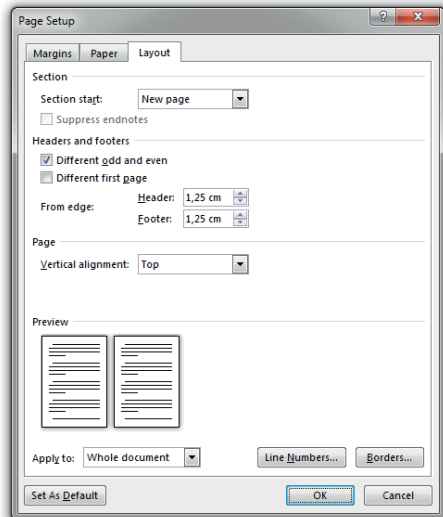 Page Setup
Margins Paper Layout
Section
Section start: New page
Suppress endnotes
Headers and footers
Different odd and even
Different first page
From edge: Header: 1,25 cm
Footer: 1,25 cm
Page
Vertical alignment: Top
Preview
Apply to: Whole document Line Numbers... Borders...
Set As Default OK Cancel